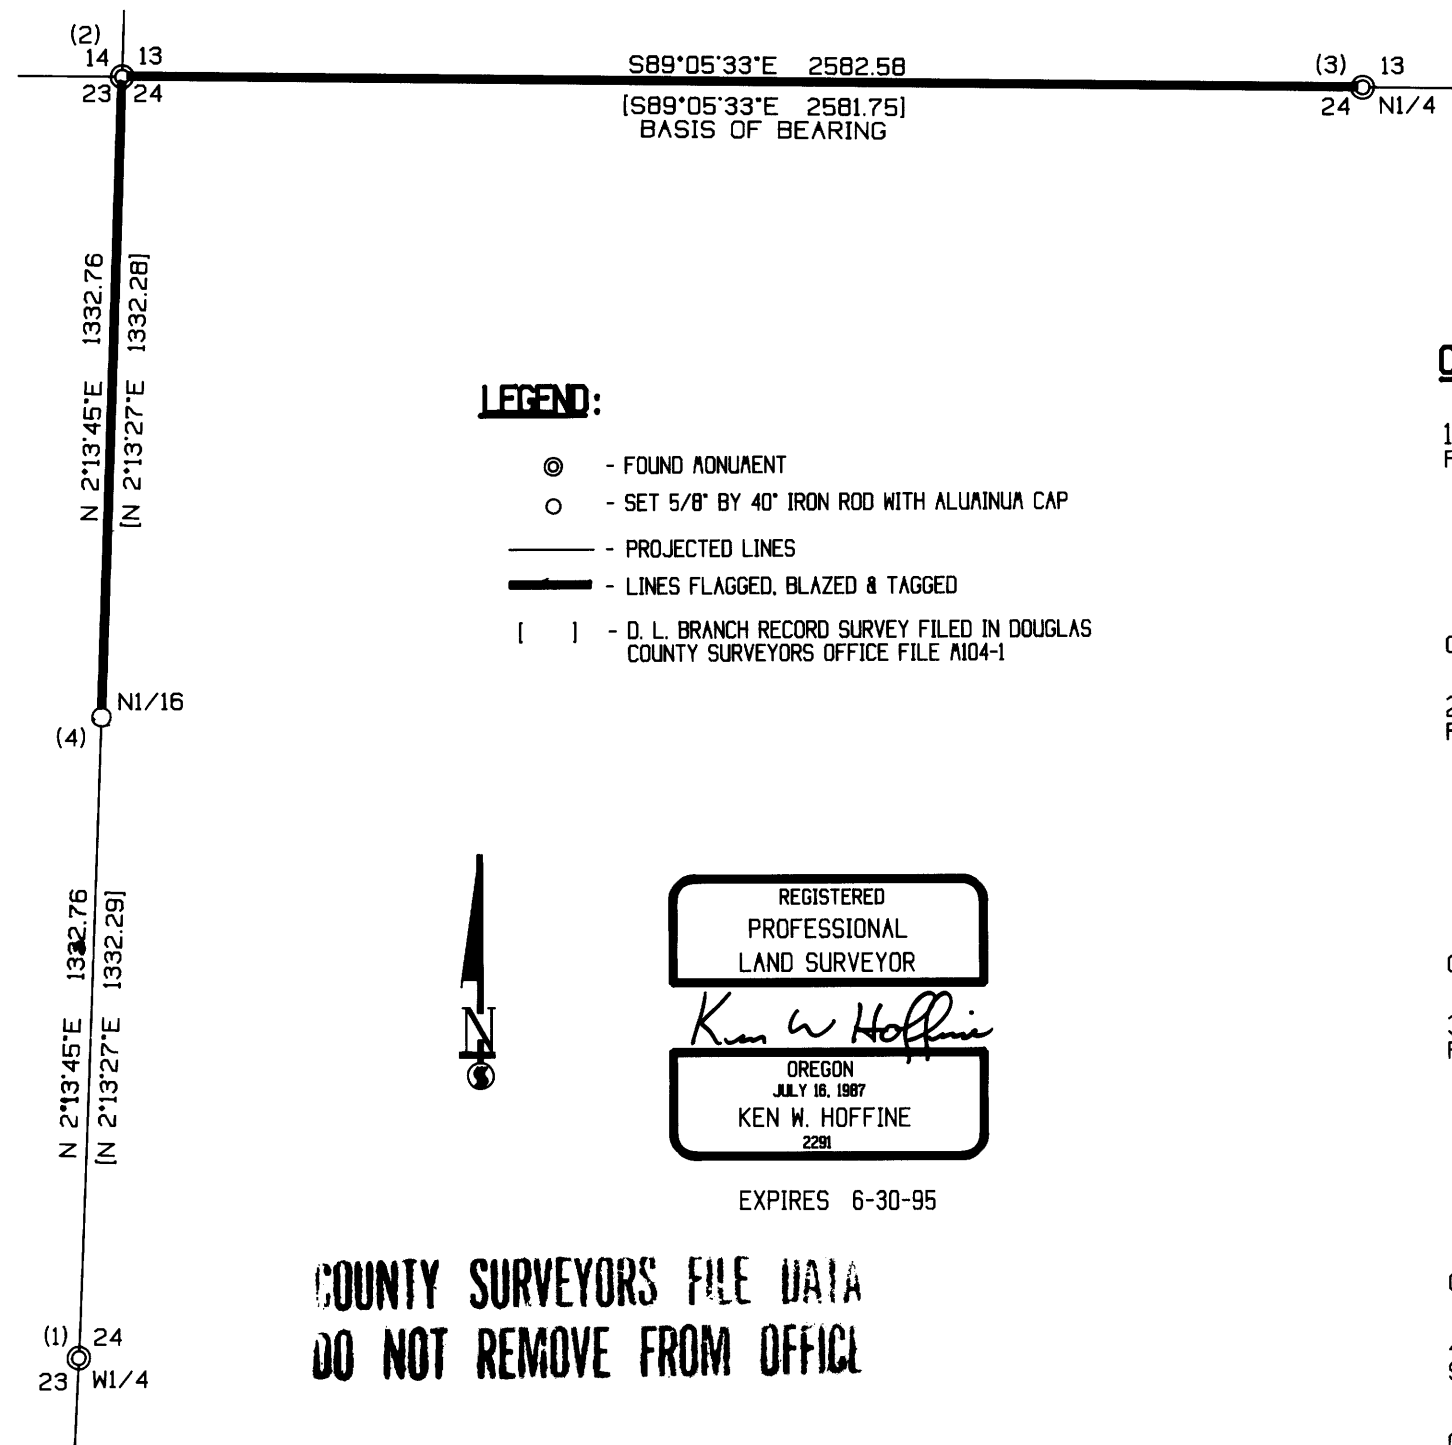 (2)
14 13
23 24
S89°05'33"E 2582.58
[S89°05'33"E 2581.75]
BASIS OF BEARING
(3) 13
24 N1/4
N 2°13'45"E 1332.76
[N 2°13'27"E 1332.28]
LEGEND:
- FOUND MONUMENT
- SET 5/8" BY 40" IRON ROD WITH ALUMINUM CAP
- PROJECTED LINES
- LINES FLAGGED, BLAZED & TAGGED
[ ] - D. L. BRANCH RECORD SURVEY FILED IN DOUGLAS
COUNTY SURVEYORS OFFICE FILE M104-1
N1/16
(4)
N 2°13'45"E 1332.76
[N 2°13'27"E 1332.29]
N
REGISTERED
PROFESSIONAL
LAND SURVEYOR
Ken W Hoffine
OREGON
JULY 16, 1987
KEN W. HOFFINE
2291
EXPIRES 6-30-95
COUNTY SURVEYORS FILE DATA
DO NOT REMOVE FROM OFFICE
(1) 24
23 W1/4